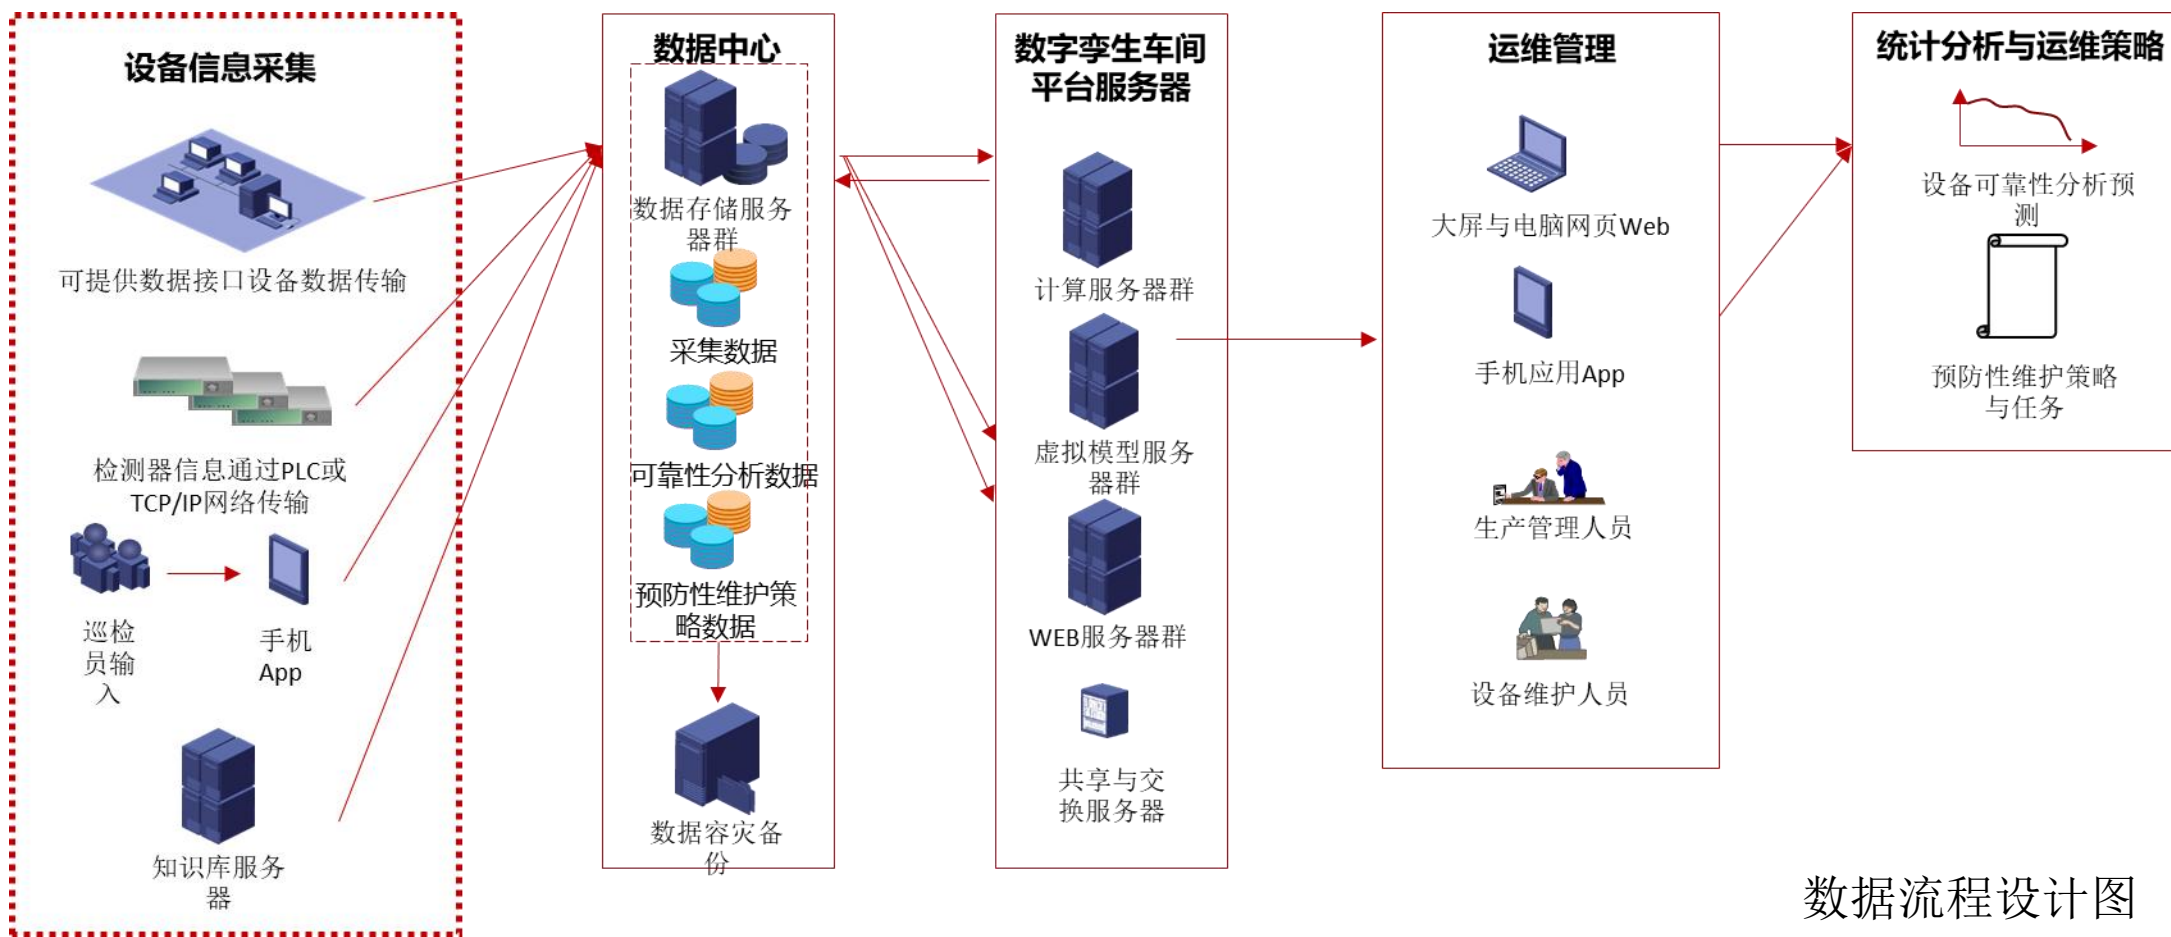 设备信息采集
可提供数据接口设备数据传输
检测器信息通过PLC或
TCP/IP网络传输
巡检
员输
入
手机
App
知识库服务
器
数据中心
数据存储服务
器群
采集数据
可靠性分析数据
预防性维护策
略数据
数据容灾备
份
数字孪生车间
平台服务器
计算服务器群
虚拟模型服务
器群
WEB服务器群
共享与交
换服务器
运维管理
大屏与电脑网页Web
手机应用App
生产管理人员
设备维护人员
统计分析与运维策略
设备可靠性分析预
测
预防性维护策略
与任务
数据流程设计图